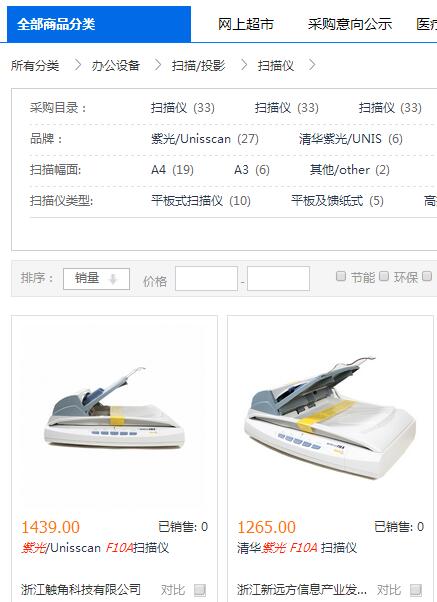 全部商品分类 网上超市 采购意向公示 医疗
所有分类 办公设备 扫描/投影 扫描仪
采购目录： 扫描仪 (33) 扫描仪 (33) 扫描仪 (33)
品牌： 紫光/Unisscan (27) 清华紫光/UNIS (6)
扫描幅面: A4 (19) A3 (6) 其他/other (2)
扫描仪类型: 平板式扫描仪 (10) 平板及馈纸式 (5) 高
排序： 销量 价格 - 节能 环保
1439.00 已销售: 0
紫光/Unisscan F10A扫描仪
浙江触角科技有限公司 对比
1265.00 已销售: 0
清华紫光 F10A 扫描仪
浙江新远方信息产业发... 对比